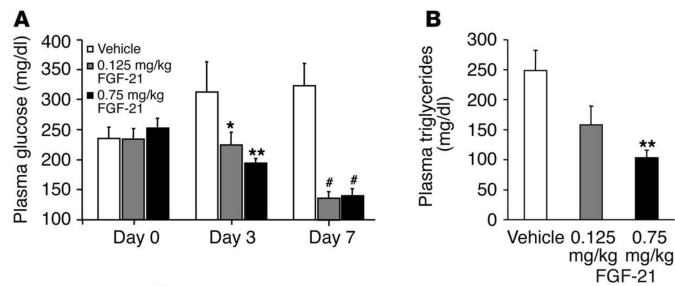 A
Plasma glucose (mg/dl)
400
350
300
250
200
150
100
Vehicle
0.125 mg/kg
FGF-21
0.75 mg/kg
FGF-21
*
**
#
#
Day 0
Day 3
Day 7
B
Plasma triglycerides
(mg/dl)
300
250
200
150
100
50
0
**
Vehicle
0.125
mg/kg
0.75
mg/kg
FGF-21